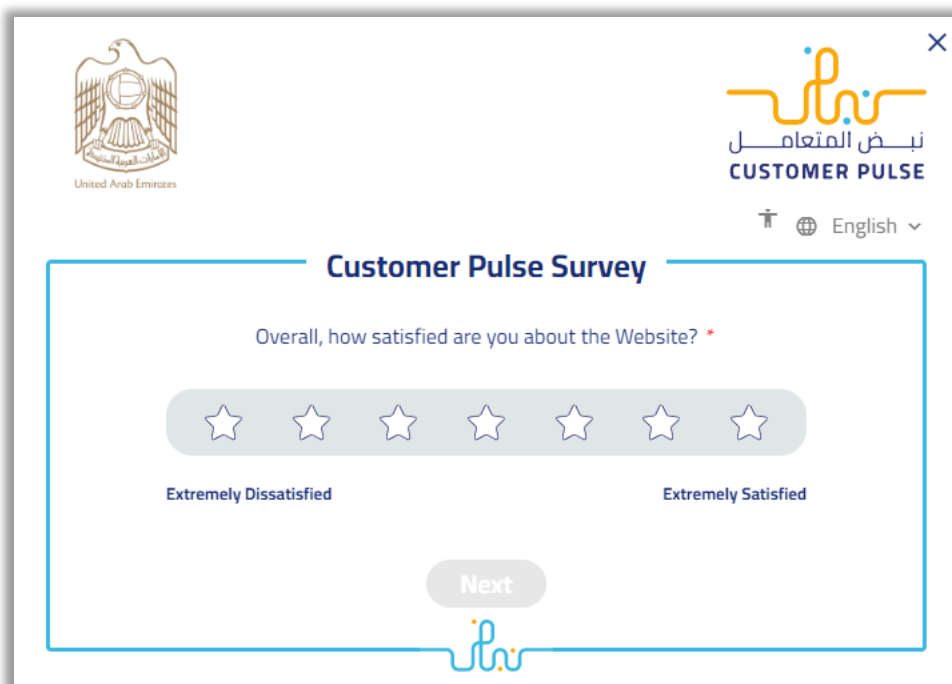 United Arab Emirates
نبض المتعامل
CUSTOMER PULSE
English
Customer Pulse Survey
Overall, how satisfied are you about the Website? *
Extremely Dissatisfied
Extremely Satisfied
Next